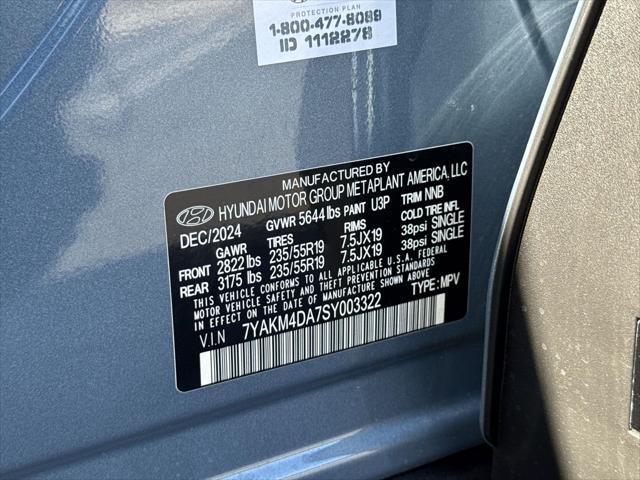 PROTECTION PLAN
1-800-477-8089
ID 1112278
MANUFACTURED BY
HYUNDAI MOTOR GROUP METAPLANT AMERICA, LLC
DEC/2024 GVWR 5644 lbs PAINT U3P TRIM NNB
GAWR TIRES RIMS COLD TIRE INFL
FRONT 2822 lbs 235/55R19 7.5JX19 38psi SINGLE
REAR 3175 lbs 235/55R19 7.5JX19 38psi SINGLE
THIS VEHICLE CONFORMS TO ALL APPLICABLE U.S.A. FEDERAL
MOTOR VEHICLE SAFETY AND THEFT PREVENTION STANDARDS
IN EFFECT ON THE DATE OF MANUFACTURE SHOWN ABOVE.
V.I.N 7YAKM4DA7SY003322 TYPE: MPV